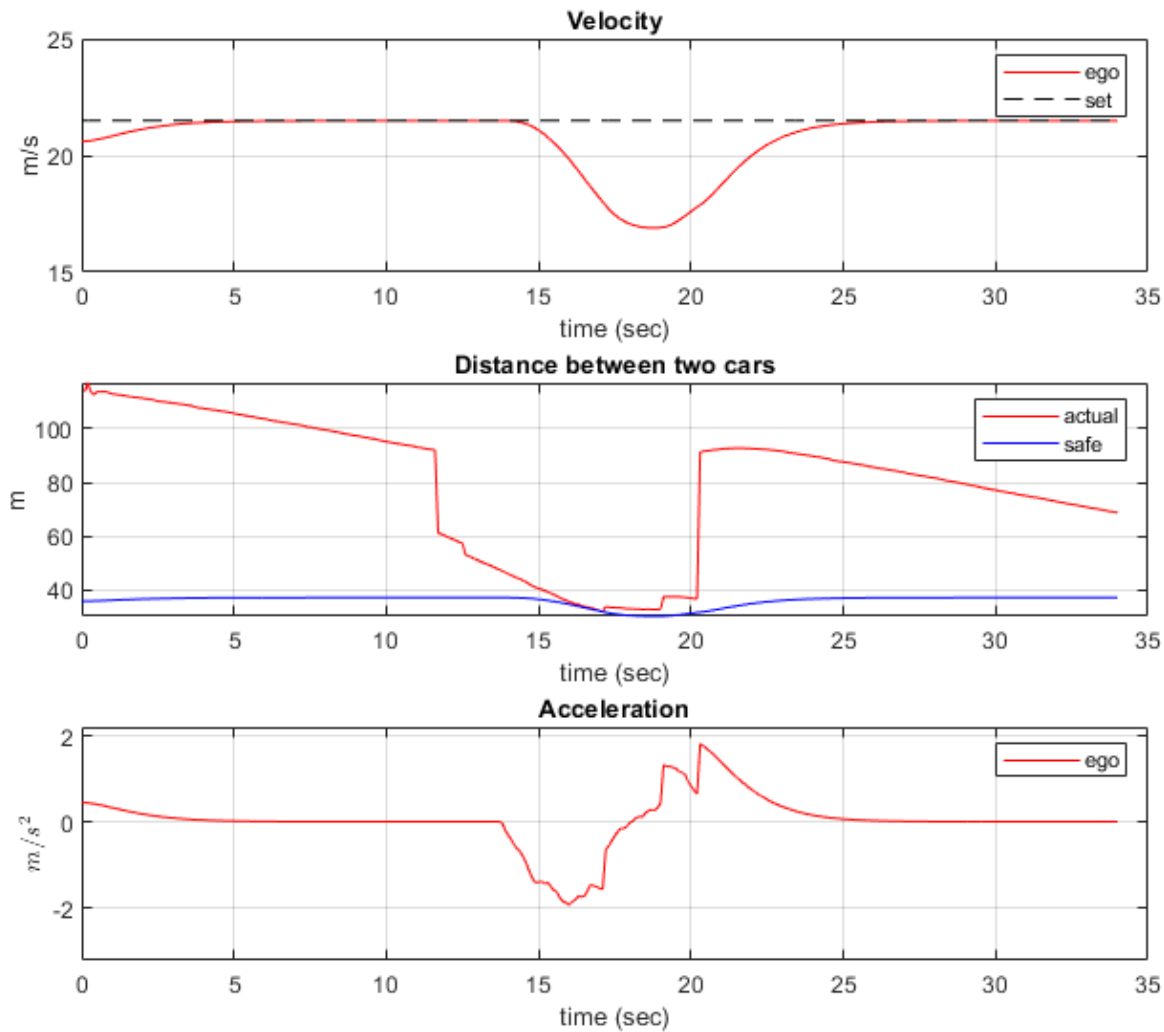 Velocity
25
20
15
m/s
ego
set
0 5 10 15 20 25 30 35
time (sec)
Distance between two cars
100
80
60
40
m
actual
safe
0 5 10 15 20 25 30 35
time (sec)
Acceleration
2
0
-2
m/s²
ego
0 5 10 15 20 25 30 35
time (sec)